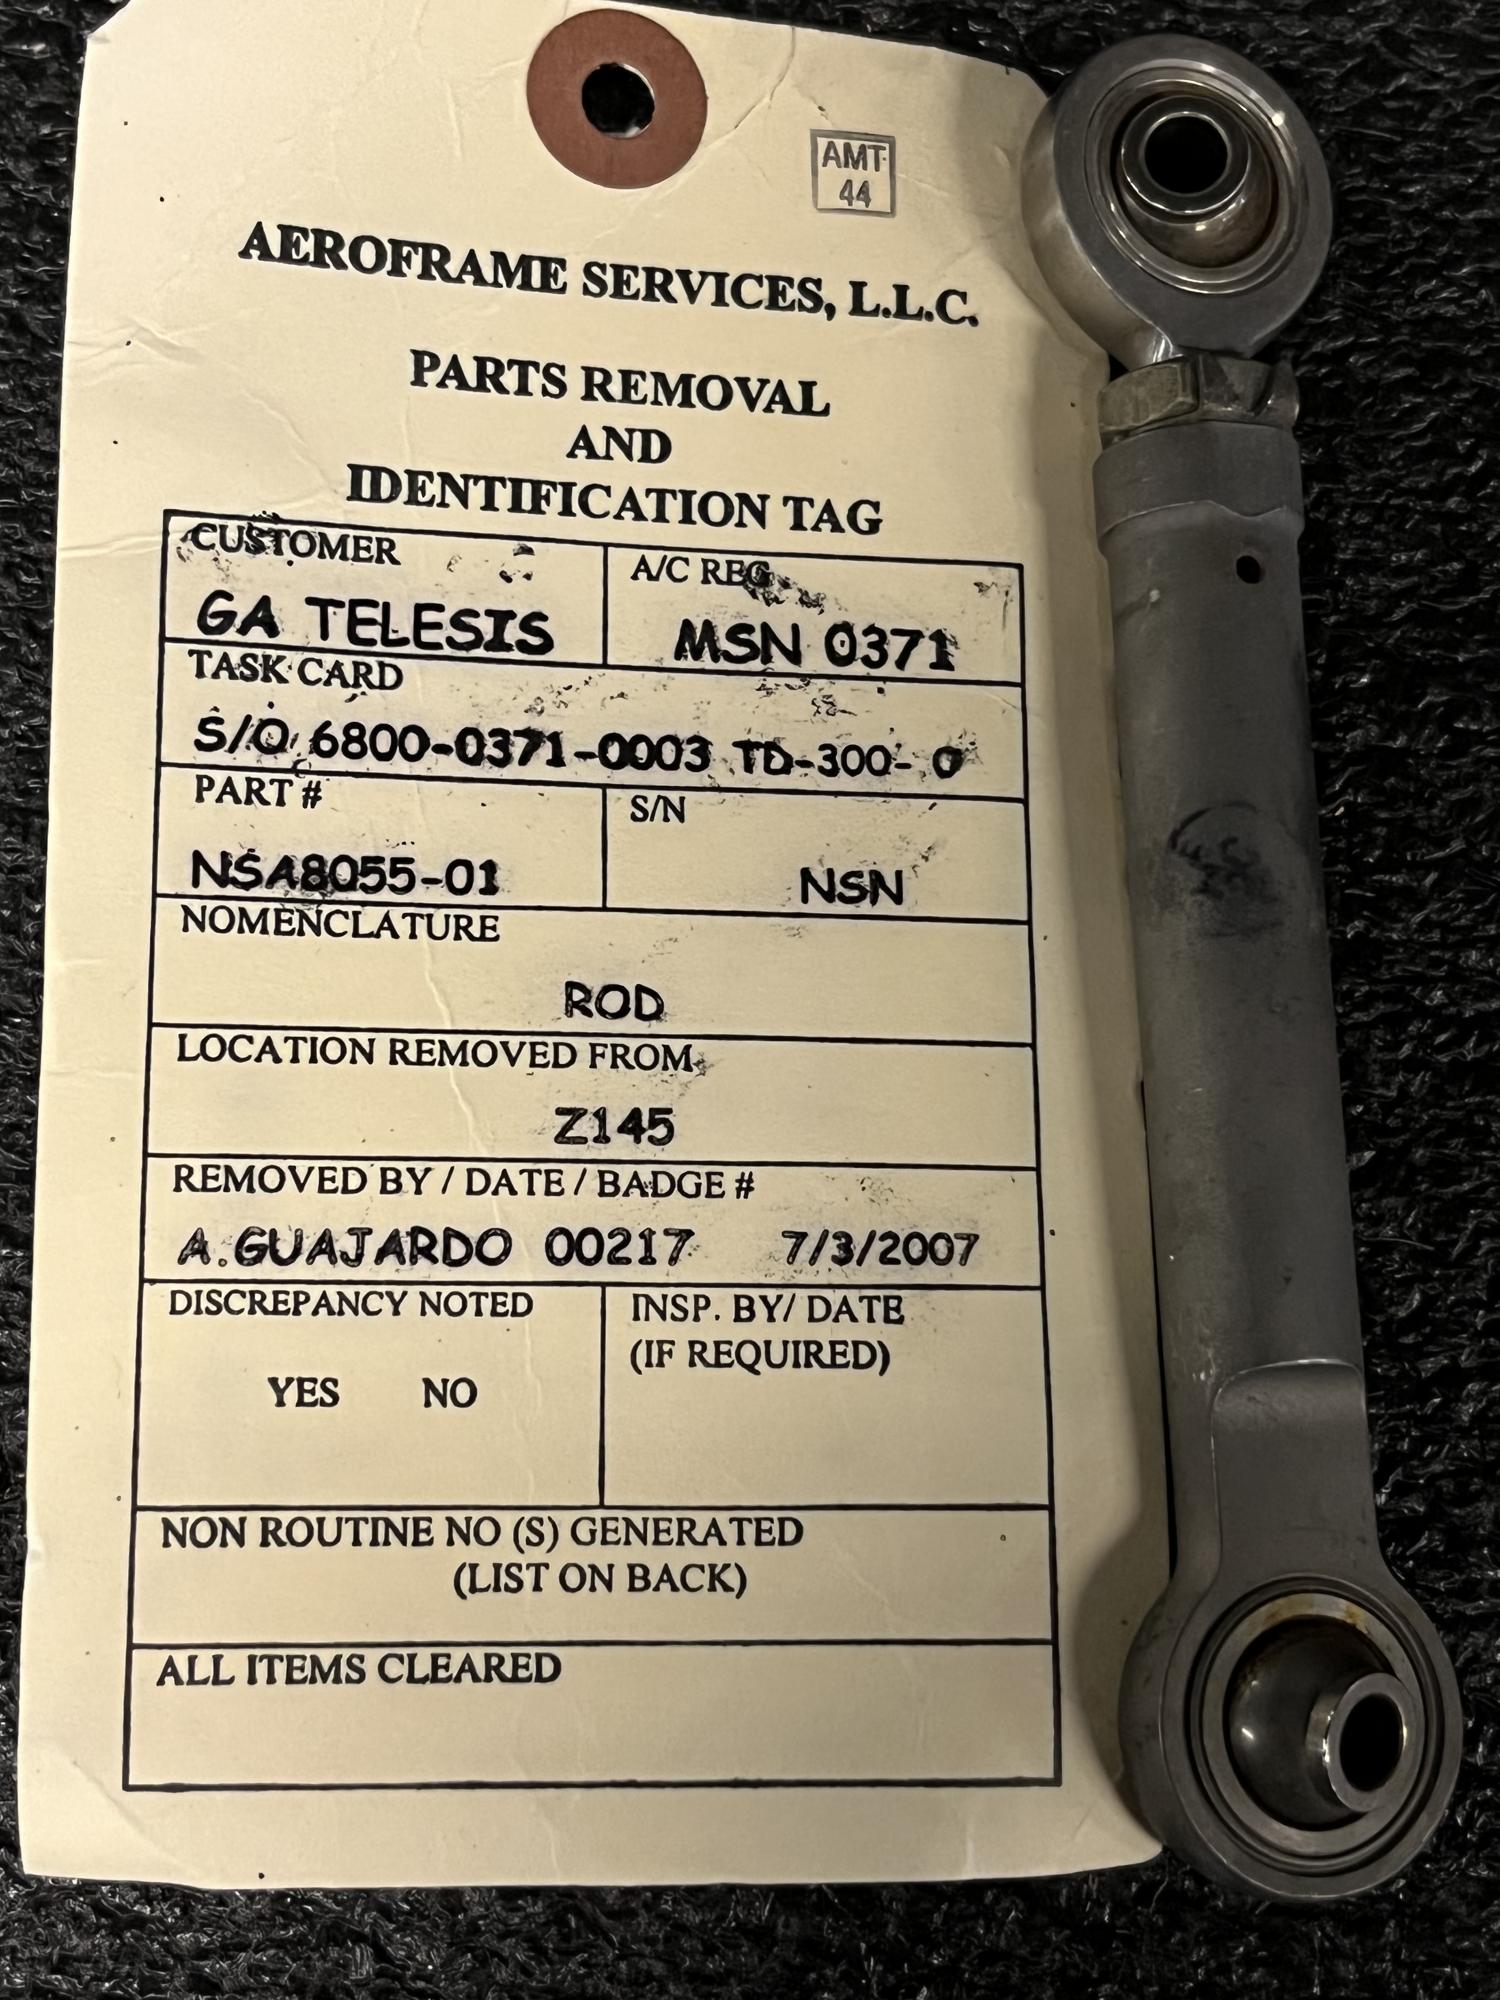 AMT
44
AEROFRAME SERVICES, L.L.C.
PARTS REMOVAL
AND
IDENTIFICATION TAG
CUSTOMER
GA TELESIS
A/C REG.
MSN 0371
TASK CARD
S/O 6800-0371-0003 TD-300- 0
PART #
NSA8055-01
S/N
NSN
NOMENCLATURE
ROD
LOCATION REMOVED FROM
Z145
REMOVED BY / DATE / BADGE #
A.GUAJARDO 00217 7/3/2007
DISCREPANCY NOTED
YES NO
INSP. BY/ DATE
(IF REQUIRED)
NON ROUTINE NO (S) GENERATED
(LIST ON BACK)
ALL ITEMS CLEARED